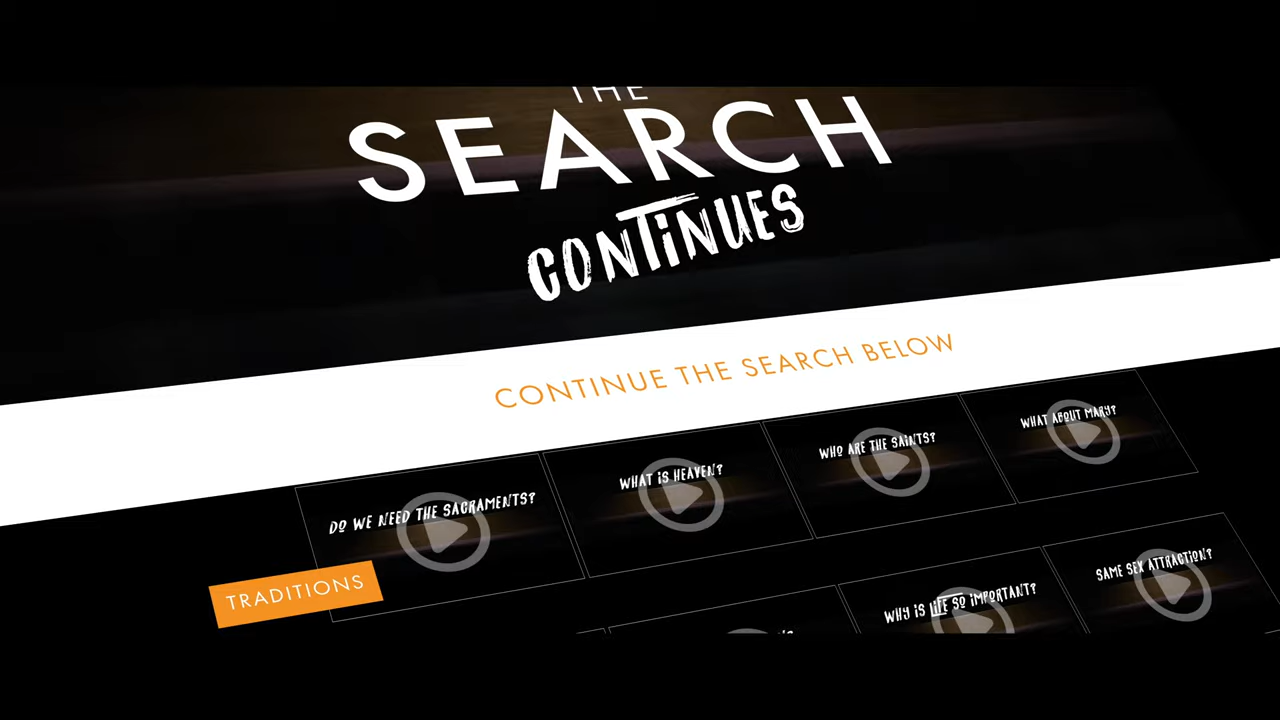 THE
SEARCH
CONTINUES
CONTINUE THE SEARCH BELOW
DO WE NEED THE SACRAMENTS?
WHAT IS HEAVEN?
WHO ARE THE SAINTS?
WHAT ABOUT MARY?
TRADITIONS
WHY IS LIFE SO IMPORTANT?
SAME SEX ATTRACTION?